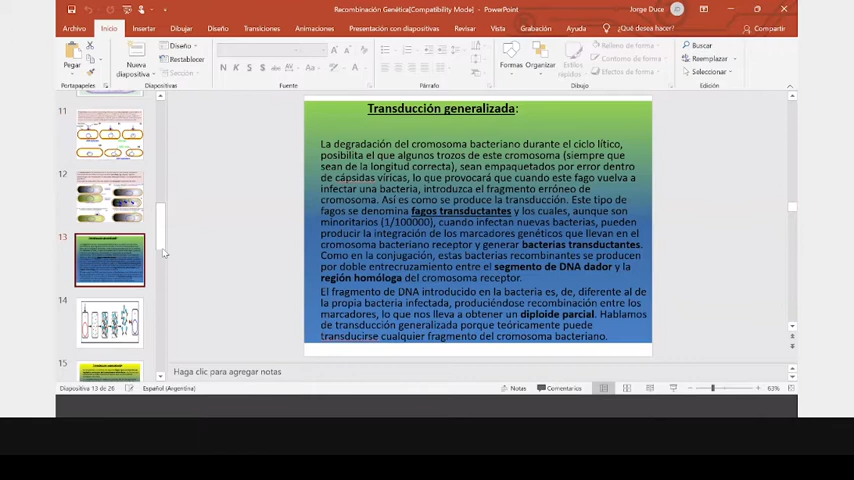 Recombinación Genética[Compatibility Mode] - PowerPoint
Jorge Duce
JD
Archivo Inicio Insertar Dibujar Diseño Transiciones Animaciones Presentación con diapositivas Revisar Vista Grabación Ayuda ¿Qué desea hacer? Compartir
Pegar
Nueva
diapositiva
Diseño
Restablecer
Sección
Formas Organizar Estilos
rápidos
Relleno de forma
Contorno de forma
Efectos de forma
Buscar
Reemplazar
Seleccionar
Portapapeles Diapositivas Fuente Párrafo Dibujo Edición
11
12
13
14
15
Transducción generalizada:
La degradación del cromosoma bacteriano durante el ciclo lítico,
posibilita el que algunos trozos de este cromosoma (siempre que
sean de la longitud correcta), sean empaquetados por error dentro
de cápsidas víricas, lo que provocará que cuando este fago vuelva a
infectar una bacteria, introduzca el fragmento erróneo de
cromosoma. Así es como se produce la transducción. Este tipo de
fagos se denomina fagos transductantes y los cuales, aunque son
minoritarios (1/100000), cuando infectan nuevas bacterias, pueden
producir la integración de los marcadores genéticos que llevan en el
cromosoma bacteriano receptor y generar bacterias transductantes.
Como en la conjugación, estas bacterias recombinantes se producen
por doble entrecruzamiento entre el segmento de DNA dador y la
región homóloga del cromosoma receptor.
El fragmento de DNA introducido en la bacteria es, de, diferente al de
la propia bacteria infectada, produciéndose recombinación entre los
marcadores, lo que nos lleva a obtener un diploide parcial. Hablamos
de transducción generalizada porque teóricamente puede
transducirse cualquier fragmento del cromosoma bacteriano.
Haga clic para agregar notas
Diapositiva 13 de 26 Español (Argentina) Notas Comentarios 63%